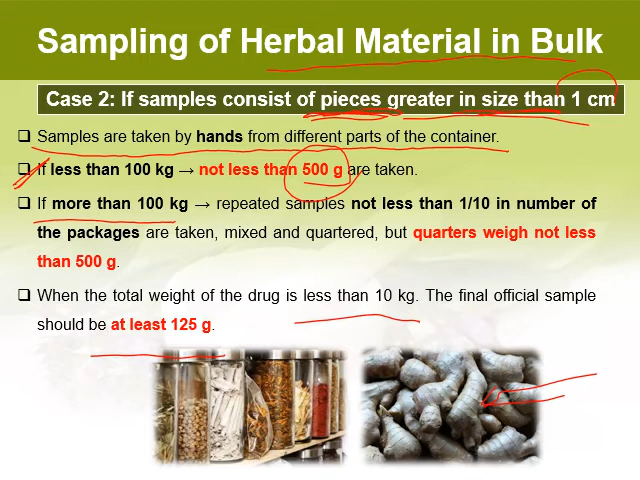 Sampling of Herbal Material in Bulk
Case 2: If samples consist of pieces greater in size than 1 cm
❑ Samples are taken by hands from different parts of the container.
❑ If less than 100 kg → not less than 500 g are taken.
❑ If more than 100 kg → repeated samples not less than 1/10 in number of
the packages are taken, mixed and quartered, but quarters weigh not less
than 500 g.
❑ When the total weight of the drug is less than 10 kg. The final official sample
should be at least 125 g.